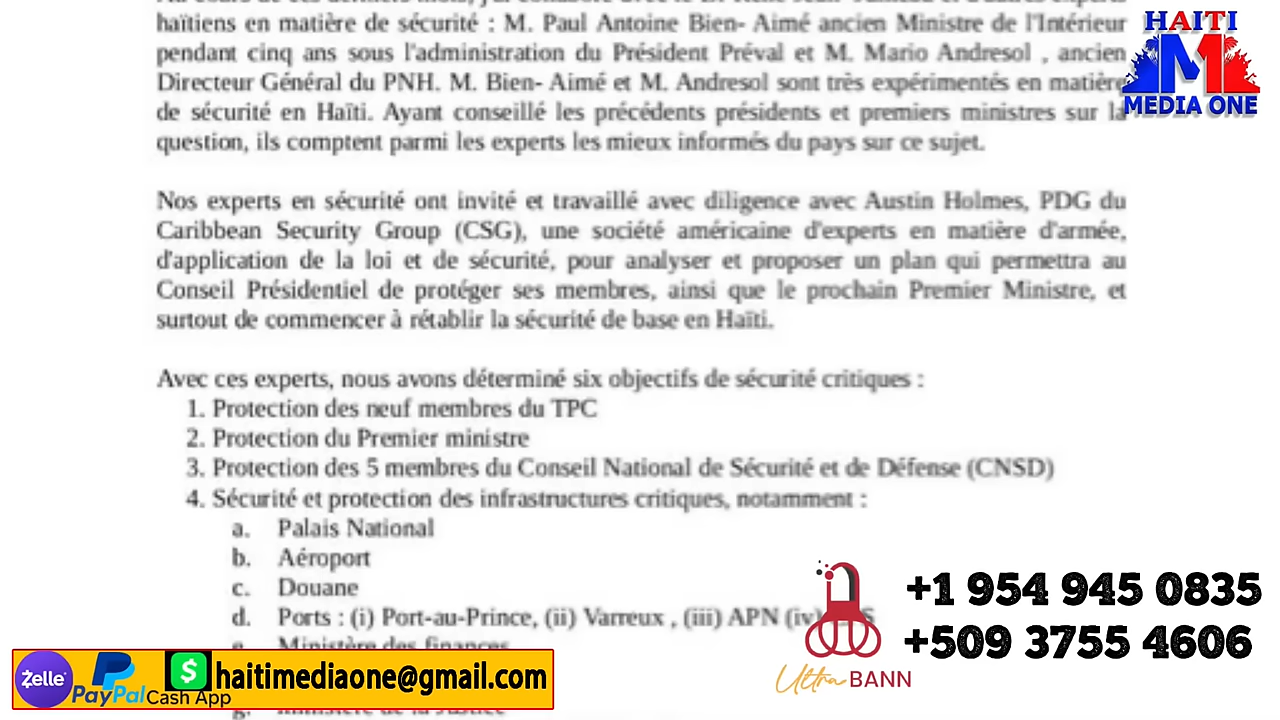 haïtiens en matière de sécurité : M. Paul Antoine Bien- Aimé ancien Ministre de l'Intérieur
pendant cinq ans sous l'administration du Président Préval et M. Mario Andresol , ancien
Directeur Général du PNH. M. Bien- Aimé et M. Andresol sont très expérimentés en matière
de sécurité en Haïti. Ayant conseillé les précédents présidents et premiers ministres sur la
question, ils comptent parmi les experts les mieux informés du pays sur ce sujet.
Nos experts en sécurité ont invité et travaillé avec diligence avec Austin Holmes, PDG du
Caribbean Security Group (CSG), une société américaine d'experts en matière d'armée,
d'application de la loi et de sécurité, pour analyser et proposer un plan qui permettra au
Conseil Présidentiel de protéger ses membres, ainsi que le prochain Premier Ministre, et
surtout de commencer à rétablir la sécurité de base en Haïti.
Avec ces experts, nous avons déterminé six objectifs de sécurité critiques :
1. Protection des neuf membres du TPC
2. Protection du Premier ministre
3. Protection des 5 membres du Conseil National de Sécurité et de Défense (CNSD)
4. Sécurité et protection des infrastructures critiques, notamment :
a. Palais National
b. Aéroport
c. Douane
d. Ports : (i) Port-au-Prince, (ii) Varreux , (iii) APN (iv)
e. Ministère des finances
g. Ministère de la Justice
HAITI
M
MEDIA ONE
+1 954 945 0835
+509 3755 4606
Ultra BANN
Zelle
PayPal
$
Cash App
haitimediaone@gmail.com